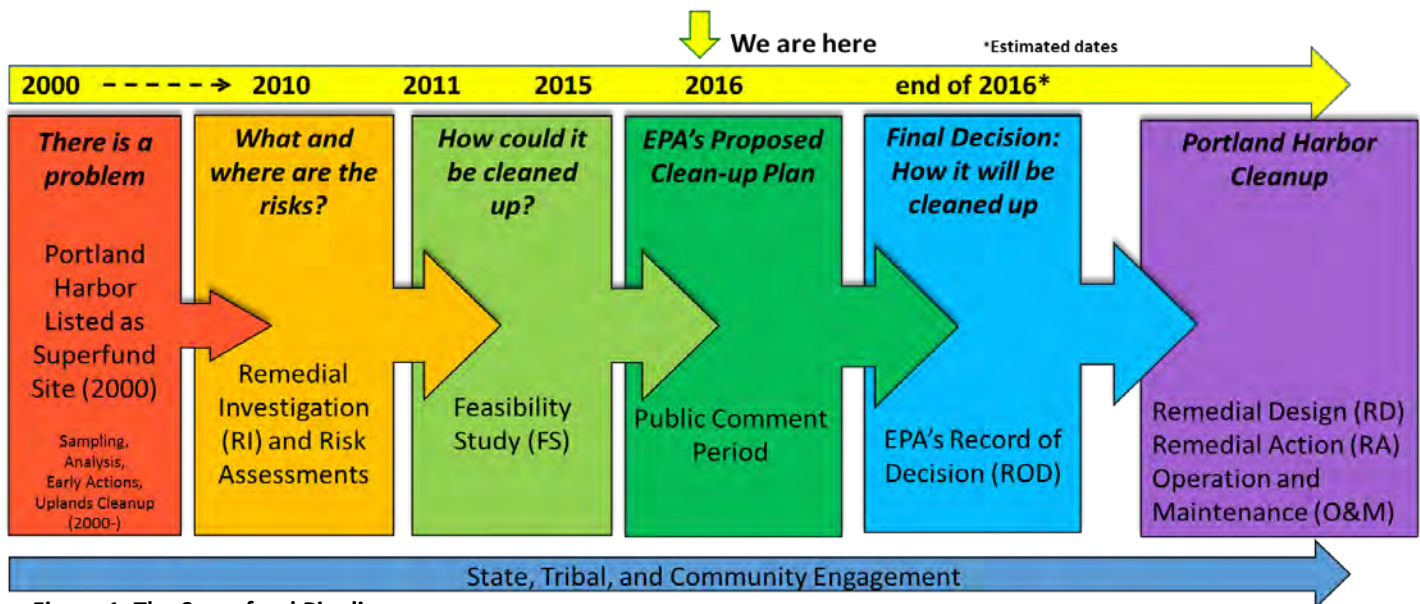 We are here
*Estimated dates
2000 - - - - - -> 2010 2011 2015 2016 end of 2016*
There is a
problem
Portland
Harbor
Listed as
Superfund
Site (2000)
Sampling,
Analysis,
Early Actions,
Uplands Cleanup
(2000-)
What and
where are the
risks?
Remedial
Investigation
(RI) and Risk
Assessments
How could it
be cleaned
up?
Feasibility
Study (FS)
EPA's Proposed
Clean-up Plan
Public Comment
Period
Final Decision:
How it will be
cleaned up
EPA's Record of
Decision (ROD)
Portland Harbor
Cleanup
Remedial Design (RD)
Remedial Action (RA)
Operation and
Maintenance (O&M)
State, Tribal, and Community Engagement